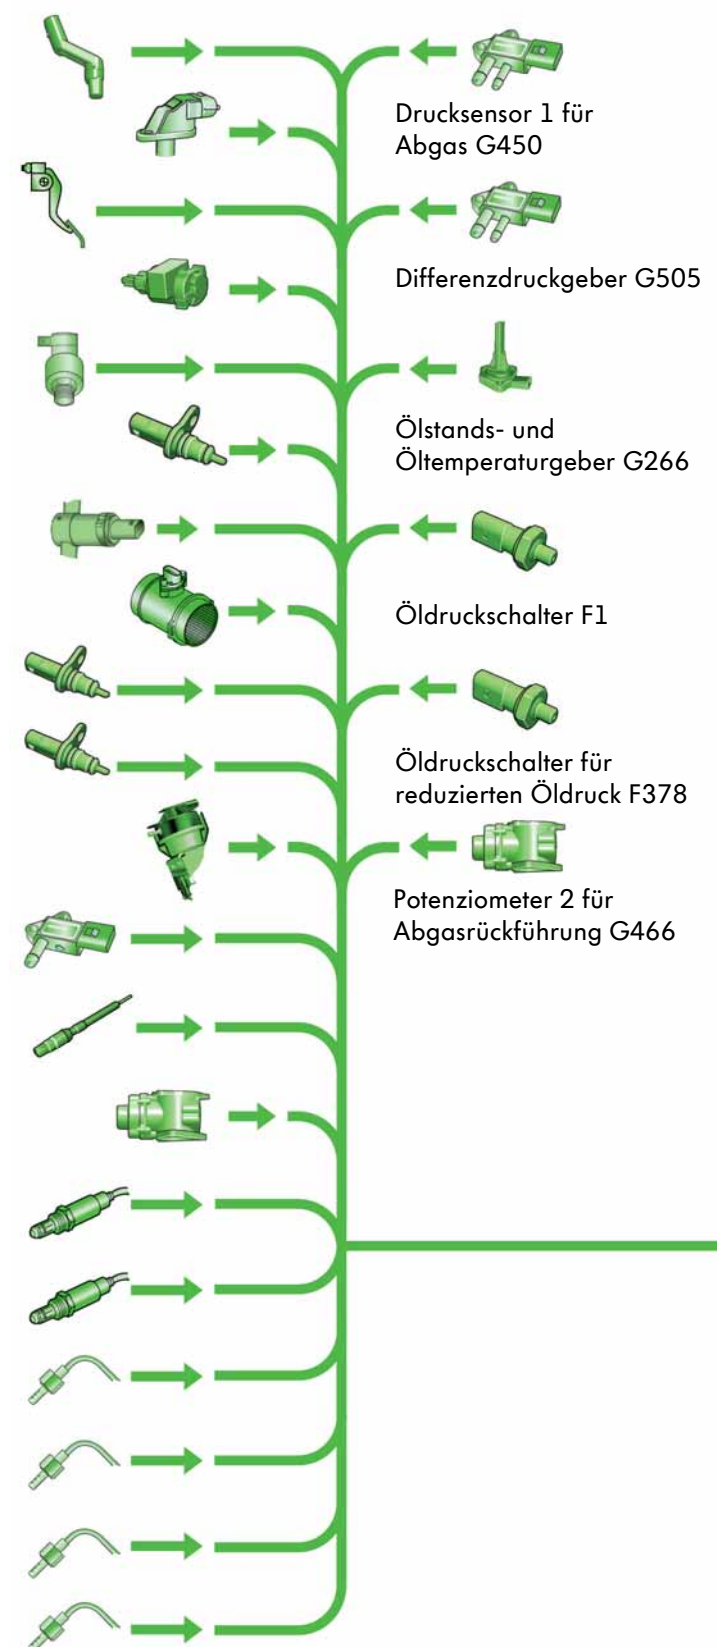 Drucksensor 1 für
Abgas G450
Differenzdruckgeber G505
Ölstands- und
Öltemperaturgeber G266
Öldruckschalter F1
Öldruckschalter für
reduzierten Öldruck F378
Potenziometer 2 für
Abgasrückführung G466